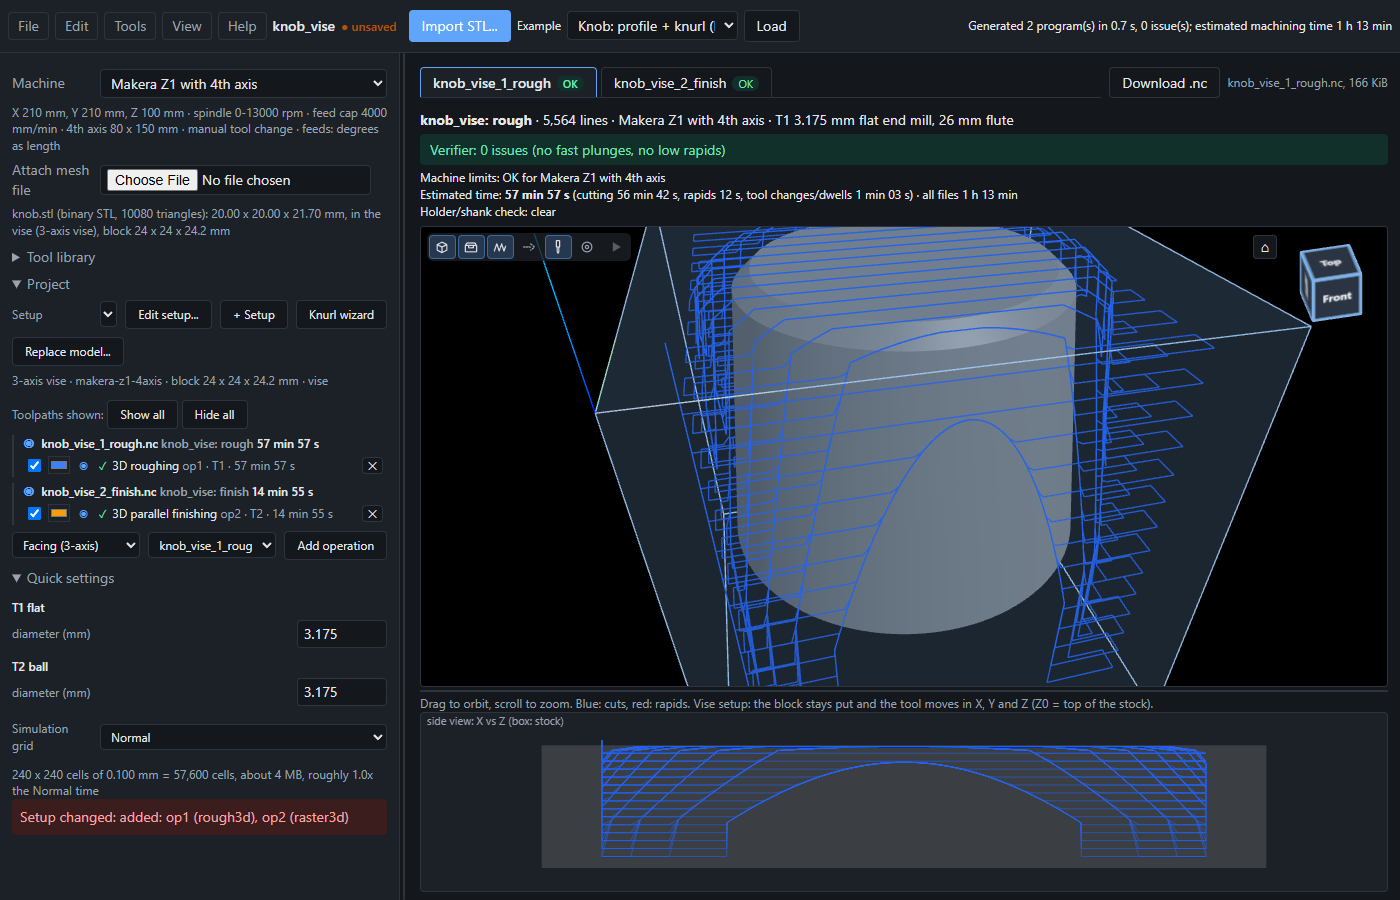 File
Edit
Tools
View
Help
knob_vise ● unsaved
Import STL...
Example
Knob: profile + knurl (
Load
Generated 2 program(s) in 0.7 s, 0 issue(s); estimated machining time 1 h 13 min
Machine
Makera Z1 with 4th axis
X 210 mm, Y 210 mm, Z 100 mm · spindle 0-13000 rpm · feed cap 4000
mm/min · 4th axis 80 x 150 mm · manual tool change · feeds: degrees
as length
Attach mesh
file
Choose File No file chosen
knob.stl (binary STL, 10080 triangles): 20.00 x 20.00 x 21.70 mm, in the
vise (3-axis vise), block 24 x 24 x 24.2 mm
▶ Tool library
▼ Project
Setup
Edit setup...
+ Setup
Knurl wizard
Replace model...
3-axis vise · makera-z1-4axis · block 24 x 24 x 24.2 mm · vise
Toolpaths shown:
Show all
Hide all
knob_vise_1_rough.nc knob_vise: rough 57 min 57 s
✓ 3D roughing op1 · T1 · 57 min 57 s
knob_vise_2_finish.nc knob_vise: finish 14 min 55 s
✓ 3D parallel finishing op2 · T2 · 14 min 55 s
Facing (3-axis)
knob_vise_1_roug
Add operation
▼ Quick settings
T1 flat
diameter (mm)
3.175
T2 ball
diameter (mm)
3.175
Simulation
grid
Normal
240 x 240 cells of 0.100 mm = 57,600 cells, about 4 MB, roughly 1.0x
the Normal time
Setup changed: added: op1 (rough3d), op2 (raster3d)
knob_vise_1_rough OK
knob_vise_2_finish OK
Download .nc
knob_vise_1_rough.nc, 166 KiB
knob_vise: rough · 5,564 lines · Makera Z1 with 4th axis · T1 3.175 mm flat end mill, 26 mm flute
Verifier: 0 issues (no fast plunges, no low rapids)
Machine limits: OK for Makera Z1 with 4th axis
Estimated time: 57 min 57 s (cutting 56 min 42 s, rapids 12 s, tool changes/dwells 1 min 03 s) · all files 1 h 13 min
Holder/shank check: clear
Top
Front
Drag to orbit, scroll to zoom. Blue: cuts, red: rapids. Vise setup: the block stays put and the tool moves in X, Y and Z (Z0 = top of the stock).
side view: X vs Z (box: stock)